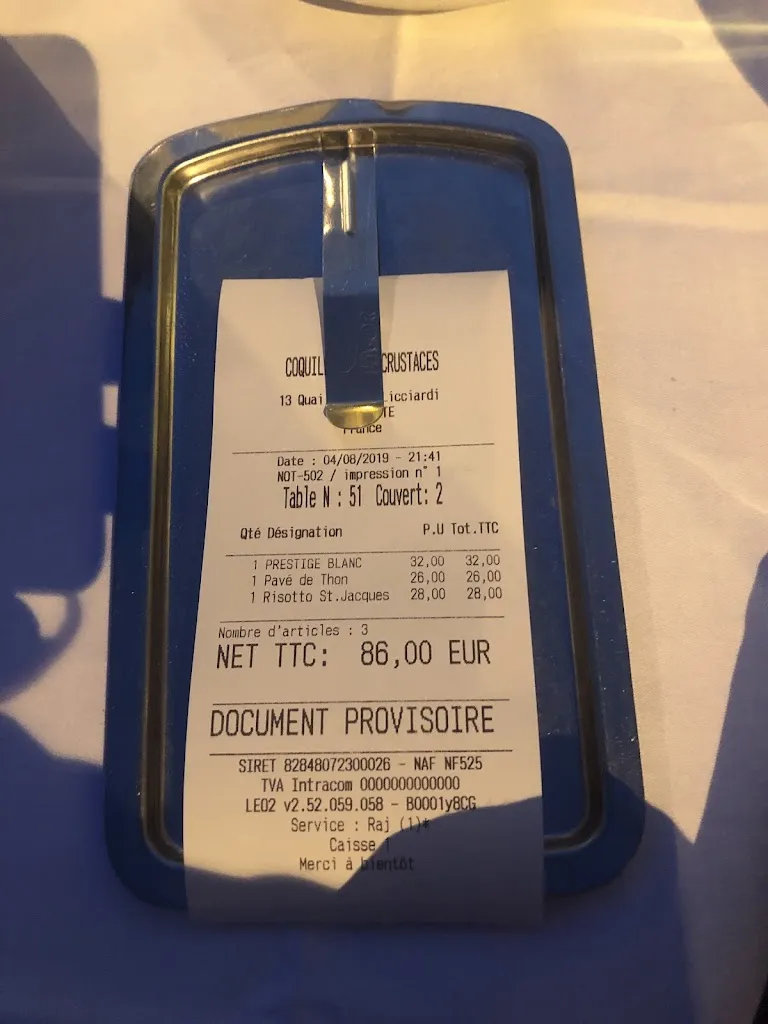 COQUIL CRUSTACES
13 Quai icciardi
TE
France
Date : 04/08/2019 - 21:41
NOT-502 / impression n° 1
Table N : 51 Couvert: 2
Qté Désignation P.U Tot.TTC
1 PRESTIGE BLANC 32,00 32,00
1 Pavé de Thon 26,00 26,00
1 Risotto St.Jacques 28,00 28,00
Nombre d'articles : 3
NET TTC: 86,00 EUR
DOCUMENT PROVISOIRE
SIRET 82848072300026 - NAF NF525
TVA Intracom 0000000000000
LEO2 v2.52.059.058 - B0001y8CG
Service : Raj (1)*
Caisse 1
Merci à bientôt